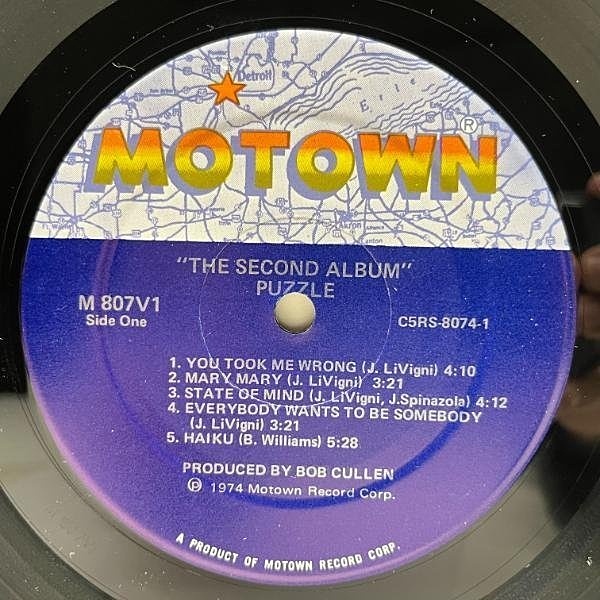 Detroit
Erie
MOTOWN®
Akron
"THE SECOND ALBUM"
PUZZLE
M 807V1
Side One
C5RS-8074-1
1. YOU TOOK ME WRONG (J. LiVigni) 4:10
2. MARY MARY (J. LiVigni) 3:21
3. STATE OF MIND (J. LiVigni, J.Spinazola) 4:12
4. EVERYBODY WANTS TO BE SOMEBODY
(J. LiVigni) 3:21
5. HAIKU (B. Williams) 5:28
PRODUCED BY BOB CULLEN
℗ 1974 Motown Record Corp.
A PRODUCT OF MOTOWN RECORD CORP.